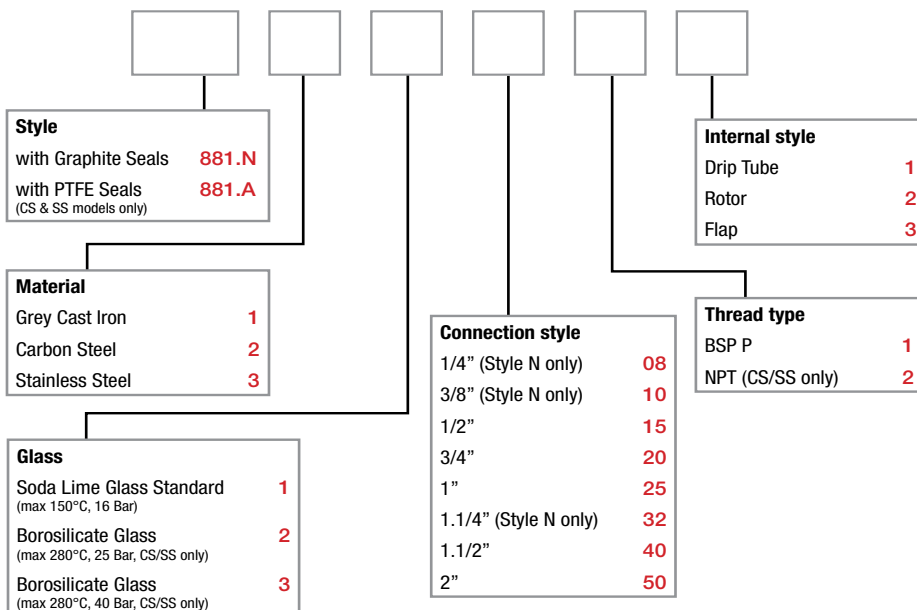 Style
with Graphite Seals 881.N
with PTFE Seals 881.A
(CS & SS models only)
Material
Grey Cast Iron 1
Carbon Steel 2
Stainless Steel 3
Glass
Soda Lime Glass Standard 1
(max 150°C, 16 Bar)
Borosilicate Glass 2
(max 280°C, 25 Bar, CS/SS only)
Borosilicate Glass 3
(max 280°C, 40 Bar, CS/SS only)
Connection style
1/4” (Style N only) 08
3/8” (Style N only) 10
1/2” 15
3/4” 20
1” 25
1.1/4” (Style N only) 32
1.1/2” 40
2” 50
Internal style
Drip Tube 1
Rotor 2
Flap 3
Thread type
BSP P 1
NPT (CS/SS only) 2